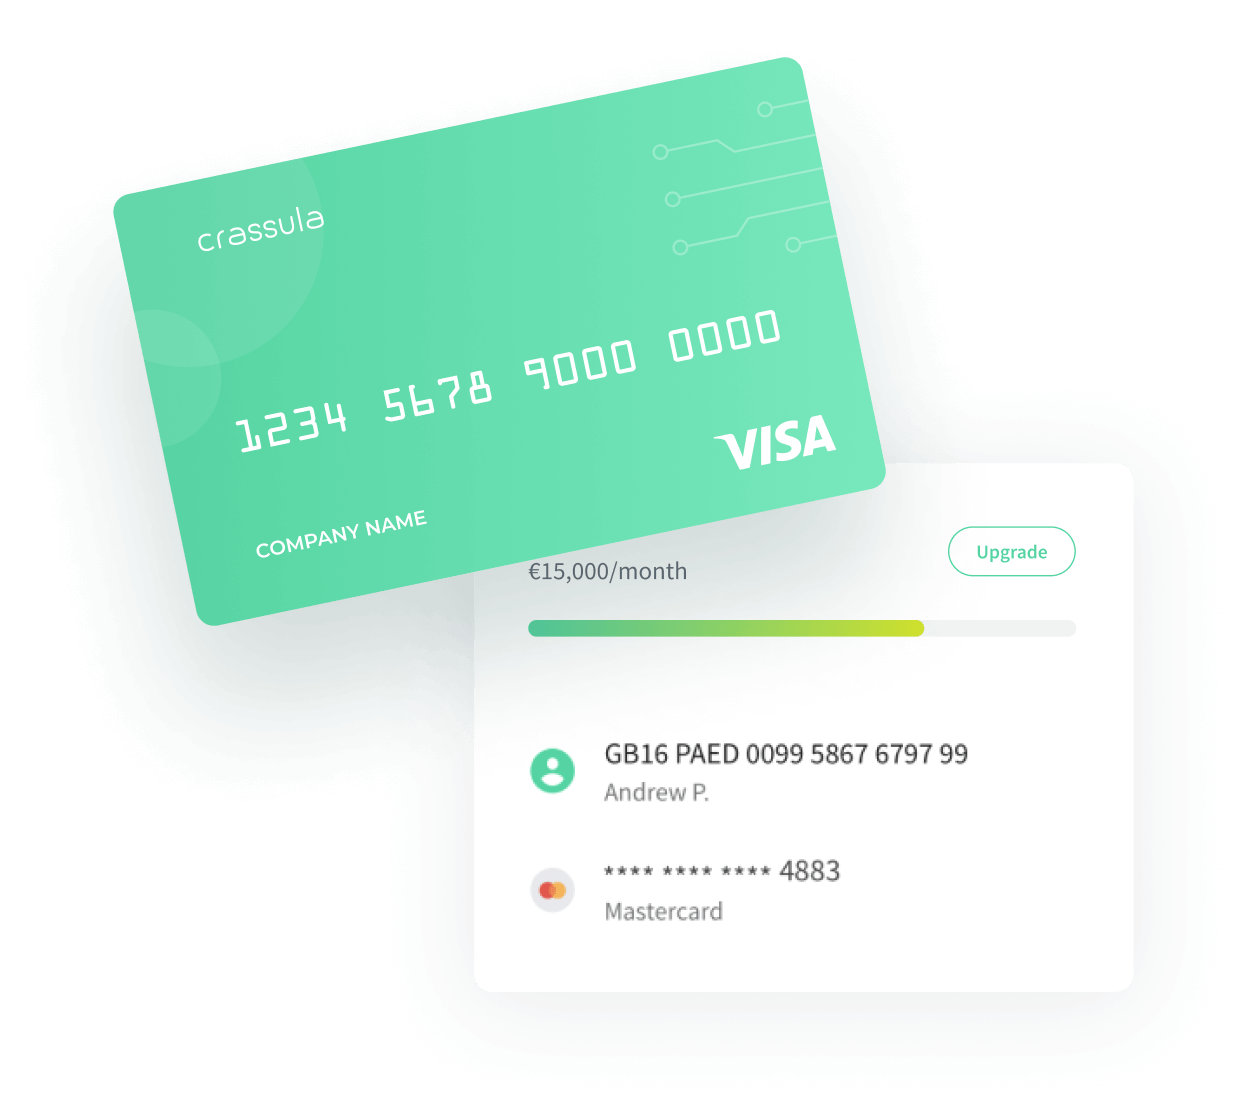 crassula
1234 5678 9000 0000
VISA
COMPANY NAME
€15,000/month
Upgrade
GB16 PAED 0099 5867 6797 99
Andrew P.
**** **** **** 4883
Mastercard